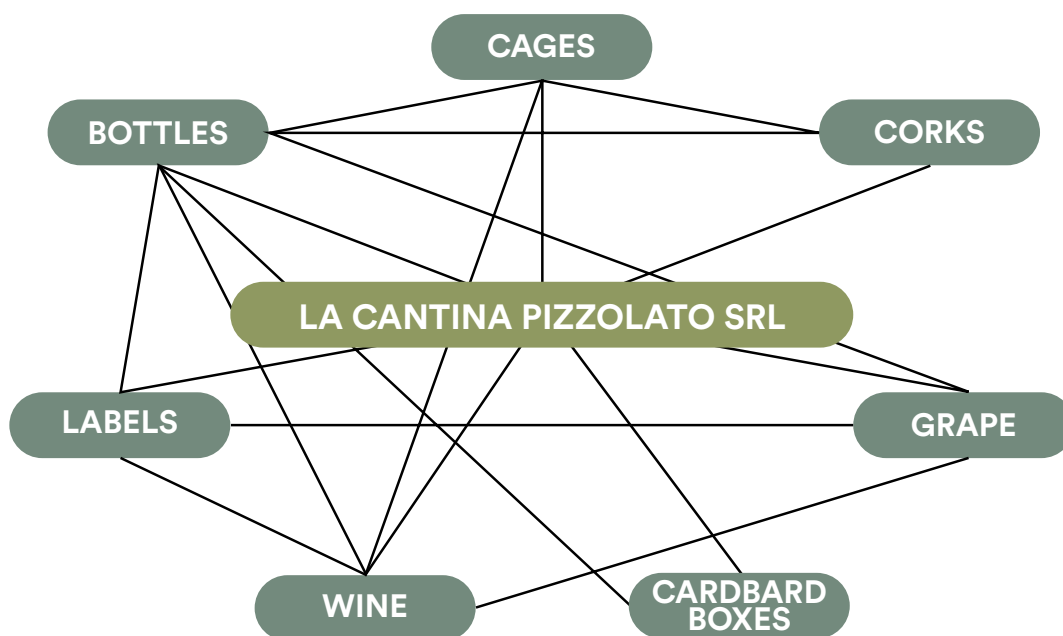 CAGES
BOTTLES
CORKS
LA CANTINA PIZZOLATO SRL
LABELS
GRAPE
WINE
CARDBARD
BOXES